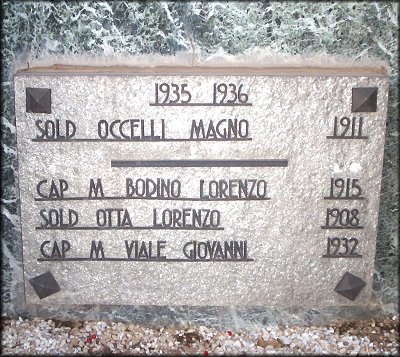 1935 1936
SOLD OCCELLI MAGNO 1911
CAP M BODINO LORENZO 1915
SOLD OTTA LORENZO 1908
CAP M VIALE GIOVANNI 1932